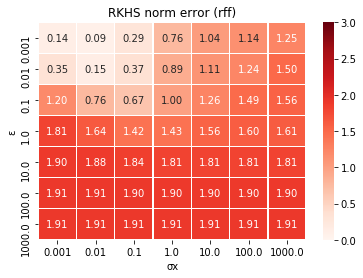 RKHS norm error (rff)
0.001 0.14 0.09 0.29 0.76 1.04 1.14 1.25
0.01 0.35 0.15 0.37 0.89 1.11 1.24 1.50
0.1 1.20 0.76 0.67 1.00 1.26 1.49 1.56
1.0 1.81 1.64 1.42 1.43 1.56 1.60 1.61
10.0 1.90 1.88 1.84 1.81 1.81 1.81 1.81
100.0 1.91 1.91 1.90 1.90 1.90 1.90 1.90
1000.0 1.91 1.91 1.91 1.91 1.91 1.91 1.91
0.001 0.01 0.1 1.0 10.0 100.0 1000.0
σx
ε
3.0
2.5
2.0
1.5
1.0
0.5
0.0